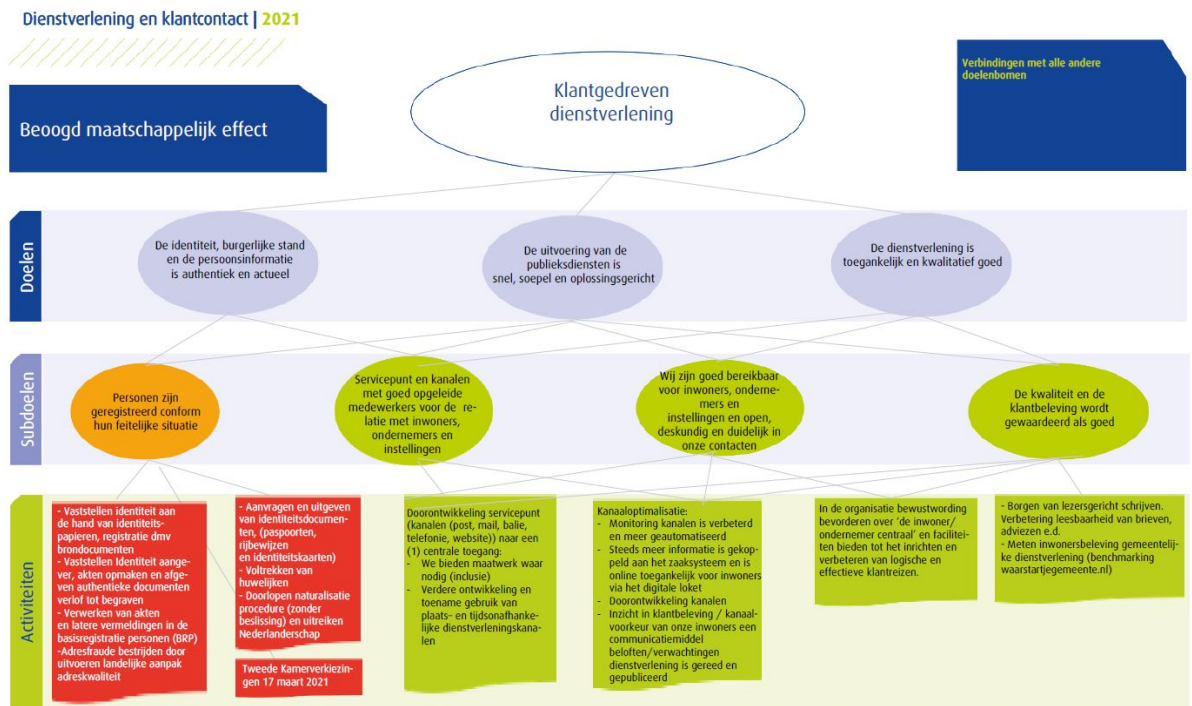 Dienstverlening en klantcontact | 2021
Beoogd maatschappelijk effect
Klantgedreven
dienstverlening
Verbindingen met alle andere
doelenbomen
Doelen
De identiteit, burgerlijke stand
en de persoonsinformatie
is authentiek en actueel
De uitvoering van de
publieksdiensten is
snel, soepel en oplossingsgericht
De dienstverlening is
toegankelijk en kwalitatief goed
Subdoelen
Personen zijn
geregistreerd conform
hun feitelijke situatie
Servicepunt en kanalen
met goed opgeleide
medewerkers voor de re-
latie met inwoners,
ondernemers en
instellingen
Wij zijn goed bereikbaar
voor inwoners, onderne-
mers en
instellingen en open,
deskundig en duidelijk in
onze contacten
De kwaliteit en de
klantbeleving wordt
gewaardeerd als goed
Activiteiten
- Vaststellen identiteit aan
de hand van identiteits-
papieren, registratie dmv
brondocumenten
- Vaststellen Identiteit aange-
ver, akten opmaken en afge-
ven authentieke documenten
verlof tot begraven
- Verwerken van akten
en latere vermeldingen in de
basisregistratie personen (BRP)
-Adresfraude bestrijden door
uitvoeren landelijke aanpak
adreskwaliteit
- Aanvragen en uitgeven
van identiteitsdocumen-
ten, (paspoorten,
rijbewijzen
en identiteitskaarten)
- Voltrekken van
huwelijken
- Doorlopen naturalisatie
procedure (zonder
beslissing) en uitreiken
Nederlanderschap
Tweede Kamerverkiezin-
gen 17 maart 2021
Doorontwikkeling servicepunt
(kanalen (post, mail, balie,
telefonie, website)) naar een
(1) centrale toegang:
- We bieden maatwerk waar
nodig (inclusie)
- Verdere ontwikkeling en
toename gebruik van
plaats- en tijdsonafhanke-
lijke dienstverleningskana-
len
Kanaaloptimalisatie:
- Monitoring kanalen is verbeterd
en meer geautomatiseerd
- Steeds meer informatie is gekop-
peld aan het zaaksysteem en is
online toegankelijk voor inwoners
via het digitale loket
- Doorontwikkeling kanalen
- Inzicht in klantbeleving / kanaal-
voorkeur van onze inwoners een
communicatiemiddel
beloften/verwachtingen
dienstverlening is gereed en
gepubliceerd
In de organisatie bewustwording
bevorderen over 'de inwoner/
ondernemer centraal' en facilitei-
ten bieden tot het inrichten en
verbeteren van logische en
effectieve klantreizen.
- Borgen van lezersgericht schrijven.
Verbetering leesbaarheid van brieven,
adviezen e.d.
- Meten inwonersbeleving gemeentelij-
ke dienstverlening (benchmarking
waarstartjegemeente.nl)